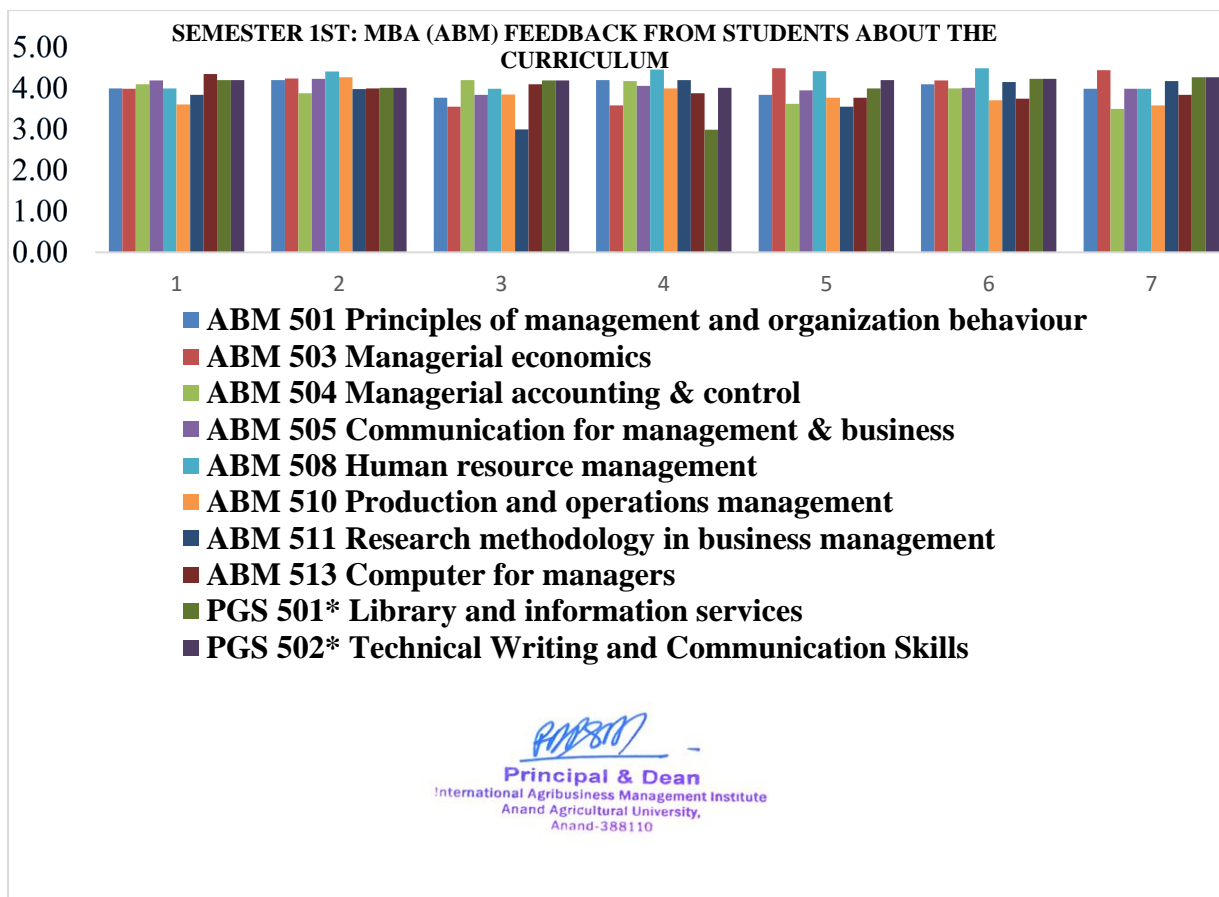 SEMESTER 1ST: MBA (ABM) FEEDBACK FROM STUDENTS ABOUT THE
CURRICULUM
5.00
4.00
3.00
2.00
1.00
0.00
1 2 3 4 5 6 7
ABM 501 Principles of management and organization behaviour
ABM 503 Managerial economics
ABM 504 Managerial accounting & control
ABM 505 Communication for management & business
ABM 508 Human resource management
ABM 510 Production and operations management
ABM 511 Research methodology in business management
ABM 513 Computer for managers
PGS 501* Library and information services
PGS 502* Technical Writing and Communication Skills
Principal & Dean
International Agribusiness Management Institute
Anand Agricultural University,
Anand-388110